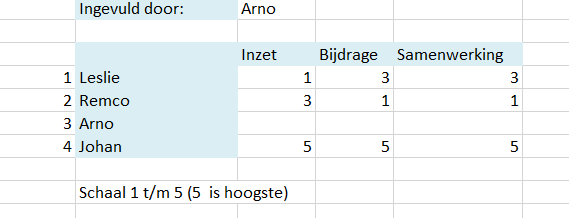 Ingevuld door: Arno
Inzet Bijdrage Samenwerking
1 Leslie 1 3 3
2 Remco 3 1 1
3 Arno
4 Johan 5 5 5
Schaal 1 t/m 5 (5  is hoogste)